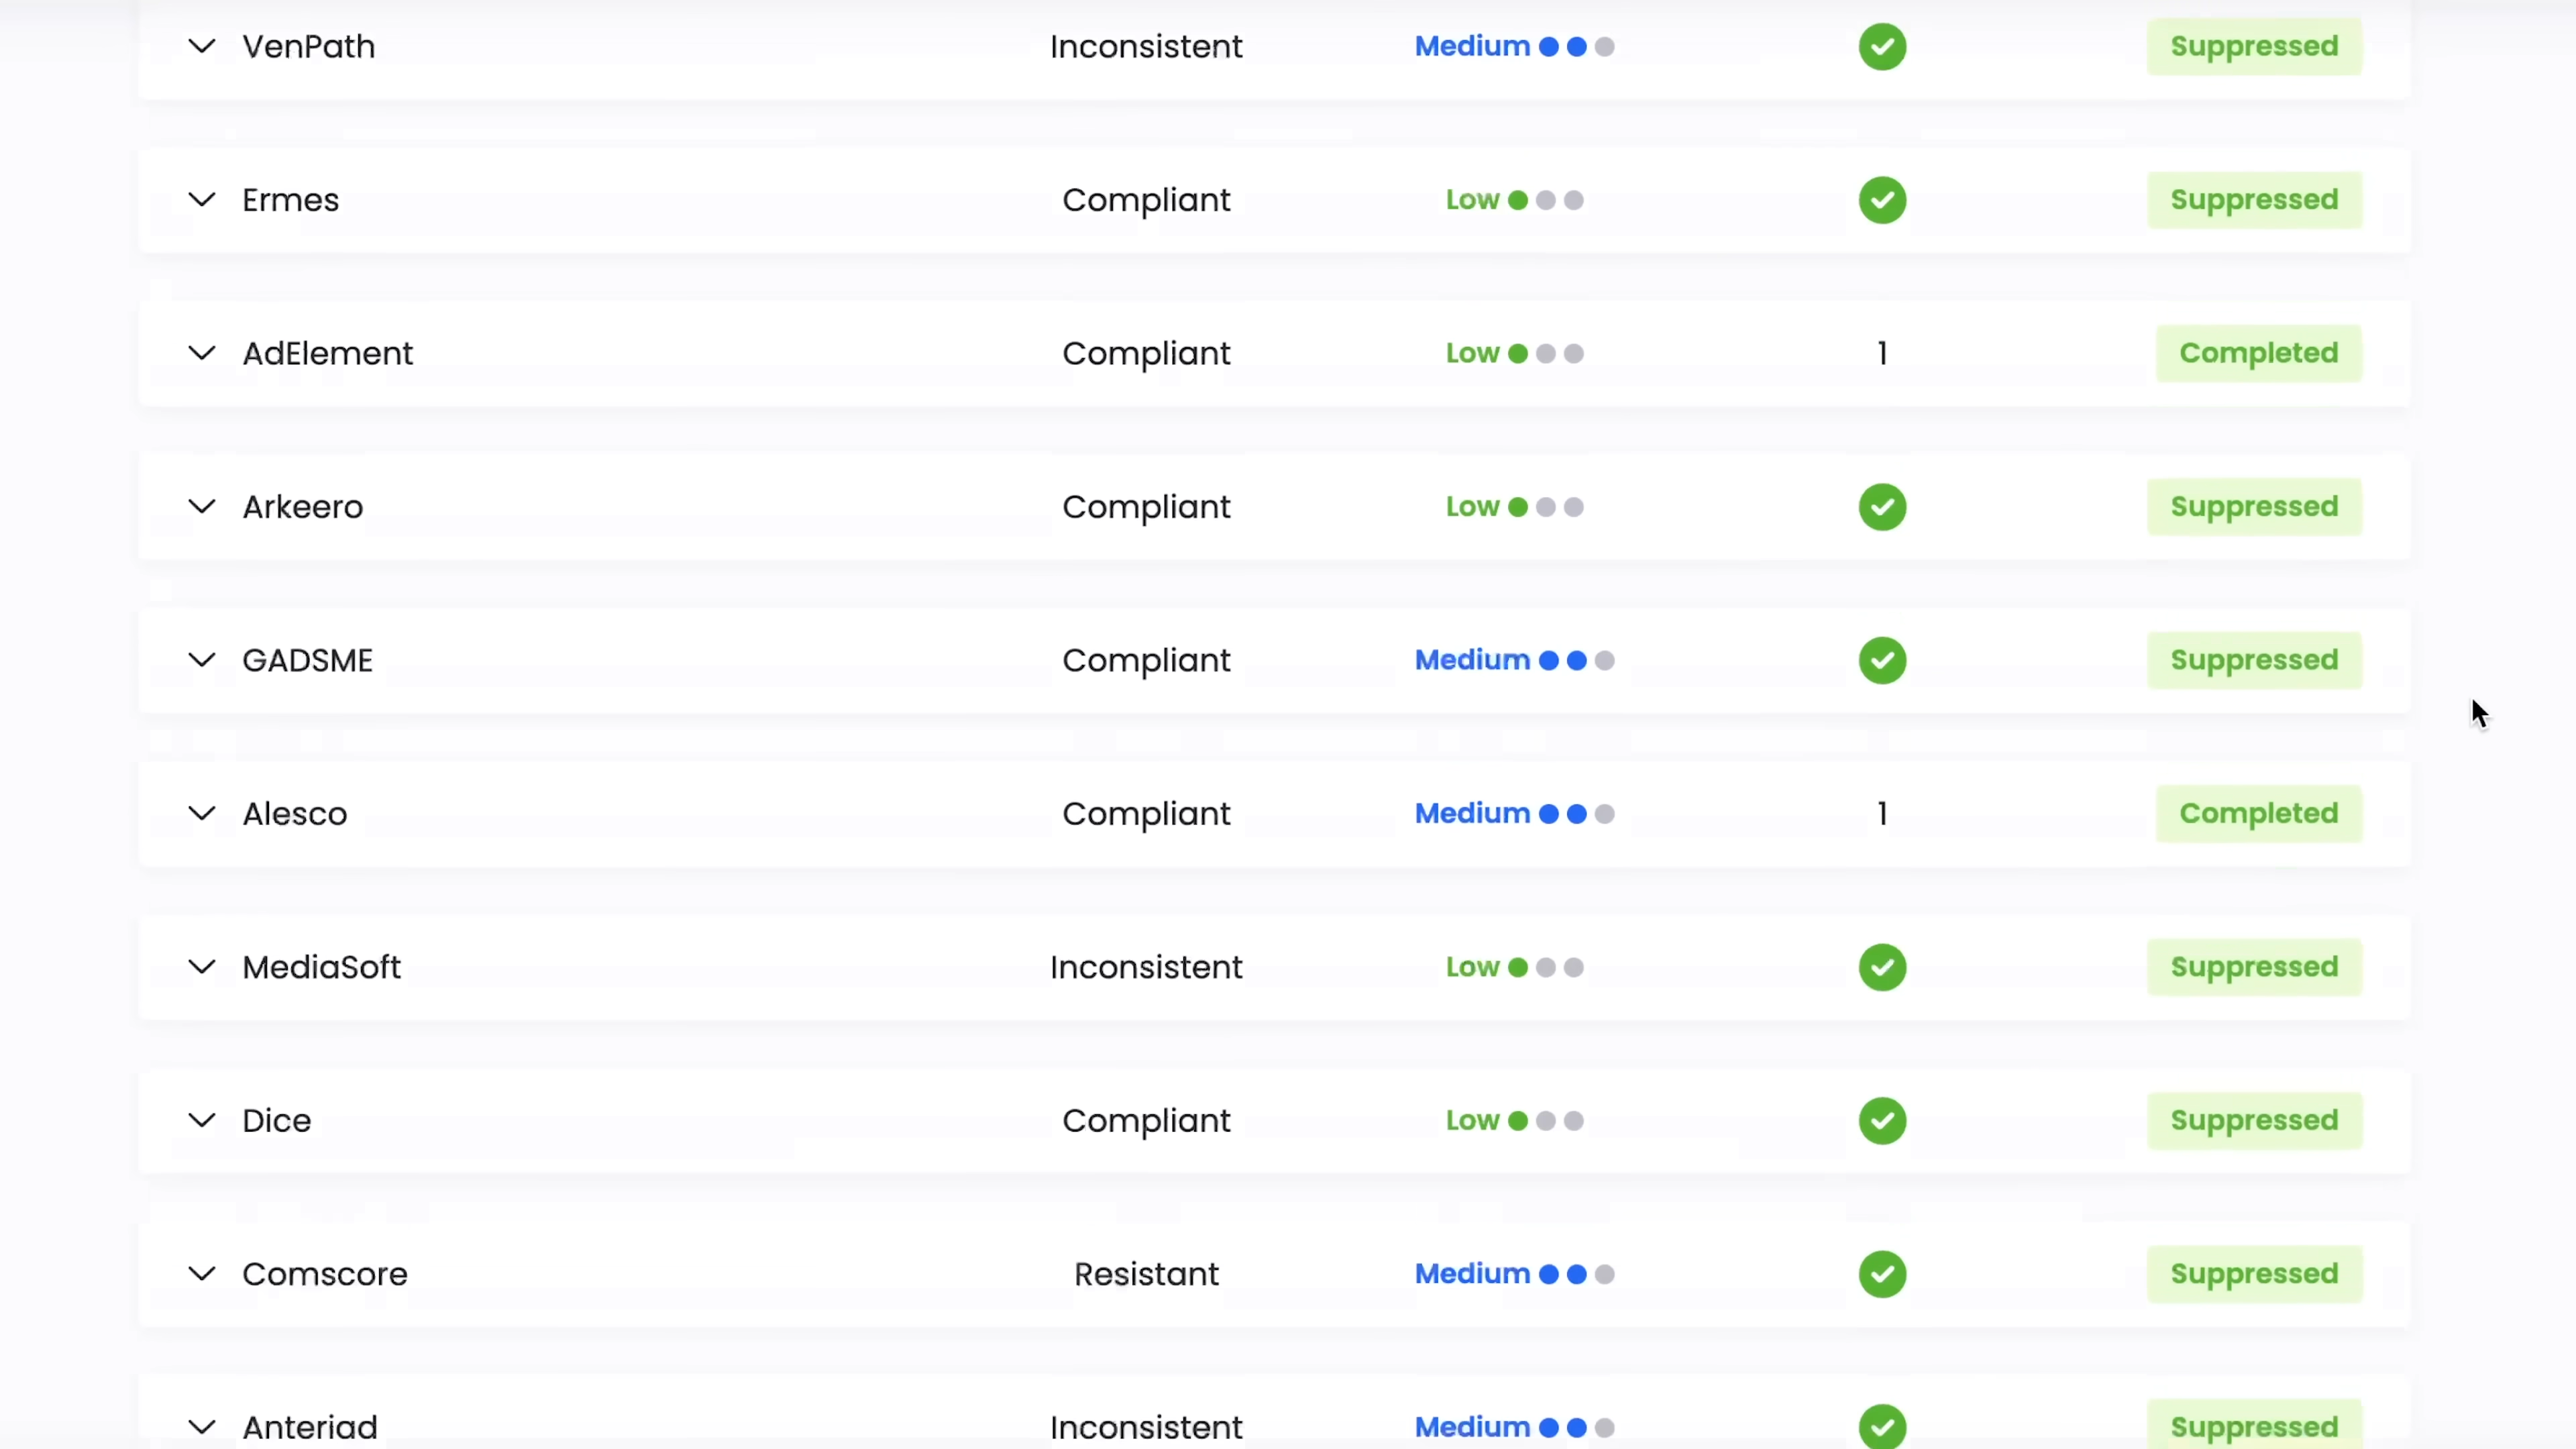 VenPath Inconsistent Medium Suppressed
Ermes Compliant Low Suppressed
AdElement Compliant Low 1 Completed
Arkeero Compliant Low Suppressed
GADSME Compliant Medium Suppressed
Alesco Compliant Medium 1 Completed
MediaSoft Inconsistent Low Suppressed
Dice Compliant Low Suppressed
Comscore Resistant Medium Suppressed
Anteriad Inconsistent Medium Suppressed